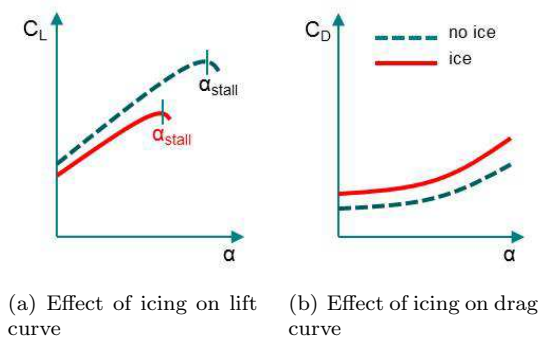 C_L
α_stall
α_stall
α
C_D
no ice
ice
α
(a) Effect of icing on lift
curve
(b) Effect of icing on drag
curve